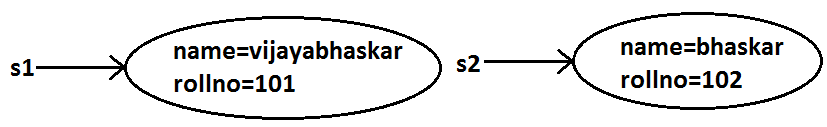 s1
name=vijayabhaskar
rollno=101
s2
name=bhaskar
rollno=102